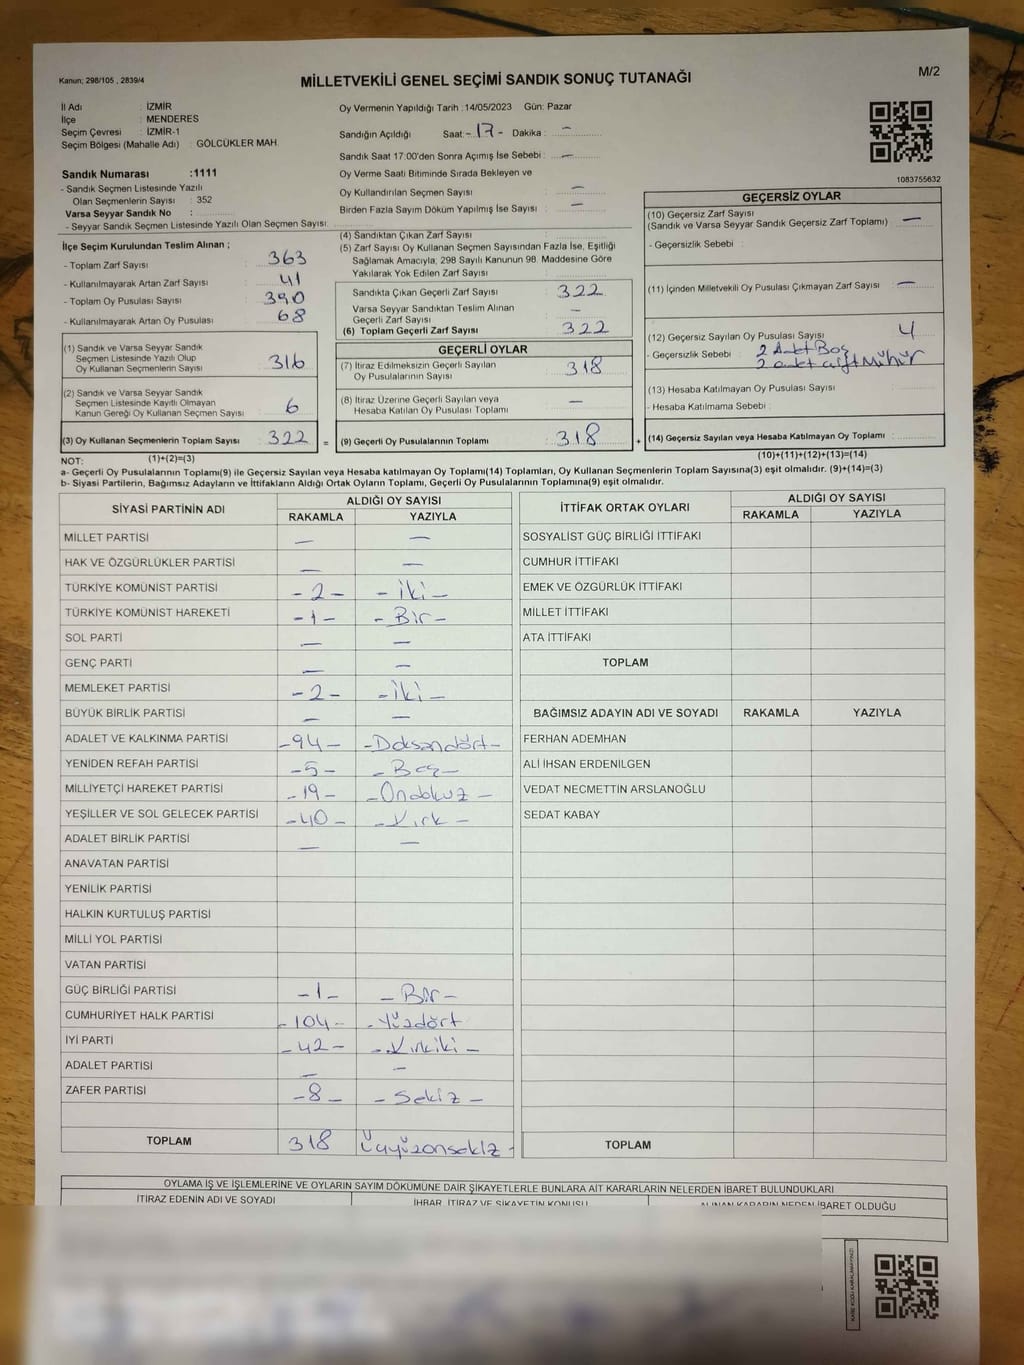 Kanun; 298/105 , 2839/4
MİLLETVEKİLİ GENEL SEÇİMİ SANDIK SONUÇ TUTANAĞI
M/2
İl Adı : İZMİR
İlçe : MENDERES
Seçim Çevresi : İZMİR-1
Seçim Bölgesi (Mahalle Adı) : GÖLCÜKLER MAH.
Oy Vermenin Yapıldığı Tarih :14/05/2023 Gün: Pazar
Sandığın Açıldığı Saat:- 17 - Dakika : —
Sandık Saat 17:00'den Sonra Açımış İse Sebebi : —
Oy Verme Saati Bitiminde Sırada Bekleyen ve
Oy Kullandırılan Seçmen Sayısı : —
Birden Fazla Sayım Döküm Yapılmış İse Sayısı : —
1083755632
Sandık Numarası :1111
- Sandık Seçmen Listesinde Yazılı
Olan Seçmenlerin Sayısı : 352
Varsa Seyyar Sandık No :
- Seyyar Sandık Seçmen Listesinde Yazılı Olan Seçmen Sayısı:
İlçe Seçim Kurulundan Teslim Alınan ;
- Toplam Zarf Sayısı : 363
- Kullanılmayarak Artan Zarf Sayısı : 41
- Toplam Oy Pusulası Sayısı : 390
- Kullanılmayarak Artan Oy Pusulası : 68
(1) Sandık ve Varsa Seyyar Sandık
Seçmen Listesinde Yazılı Olup
Oy Kullanan Seçmenlerin Sayısı : 316
(2) Sandık ve Varsa Seyyar Sandık
Seçmen Listesinde Kayıtlı Olmayan
Kanun Gereği Oy Kullanan Seçmen Sayısı : 6
(3) Oy Kullanan Seçmenlerin Toplam Sayısı : 322 =
(1)+(2)=(3)
(4) Sandıktan Çıkan Zarf Sayısı :
(5) Zarf Sayısı Oy Kullanan Seçmen Sayısından Fazla İse, Eşitliği
Sağlamak Amacıyla, 298 Sayılı Kanunun 98. Maddesine Göre
Yakılarak Yok Edilen Zarf Sayısı :
Sandıkta Çıkan Geçerli Zarf Sayısı : 322
Varsa Seyyar Sandıktan Teslim Alınan
Geçerli Zarf Sayısı : —
(6) Toplam Geçerli Zarf Sayısı : 322
GEÇERLİ OYLAR
(7) İtiraz Edilmeksizin Geçerli Sayılan
Oy Pusulalarının Sayısı : 318
(8) İtiraz Üzerine Geçerli Sayılan veya
Hesaba Katılan Oy Pusulası Toplamı : —
(9) Geçerli Oy Pusulalarının Toplamı : 318 +
GEÇERSİZ OYLAR
(10) Geçersiz Zarf Sayısı
(Sandık ve Varsa Seyyar Sandık Geçersiz Zarf Toplamı) : —
- Geçersizlik Sebebi :
(11) İçinden Milletvekili Oy Pusulası Çıkmayan Zarf Sayısı : —
(12) Geçersiz Sayılan Oy Pusulası Sayısı : 4
- Geçersizlik Sebebi : 2 Adet Boş
2 adet çift Mühür
(13) Hesaba Katılmayan Oy Pusulası Sayısı :
- Hesaba Katılmama Sebebi :
(14) Geçersiz Sayılan veya Hesaba Katılmayan Oy Toplamı :
(10)+(11)+(12)+(13)=(14)
NOT:
a- Geçerli Oy Pusulalarının Toplamı(9) ile Geçersiz Sayılan veya Hesaba katılmayan Oy Toplamı(14) Toplamları, Oy Kullanan Seçmenlerin Toplam Sayısına(3) eşit olmalıdır. (9)+(14)=(3)
b- Siyasi Partilerin, Bağımsız Adayların ve İttifakların Aldığı Ortak Oyların Toplamı, Geçerli Oy Pusulalarının Toplamına(9) eşit olmalıdır.
SİYASİ PARTİNİN ADI ALDIĞI OY SAYISI
RAKAMLA YAZIYLA
MİLLET PARTİSİ — —
HAK VE ÖZGÜRLÜKLER PARTİSİ — —
TÜRKİYE KOMÜNİST PARTİSİ -2- -İki-
TÜRKİYE KOMÜNİST HAREKETİ -1- -Bir-
SOL PARTİ — —
GENÇ PARTİ — —
MEMLEKET PARTİSİ -2- -İki-
BÜYÜK BİRLİK PARTİSİ — —
ADALET VE KALKINMA PARTİSİ -94- -Doksandört-
YENİDEN REFAH PARTİSİ -5- -Beş-
MİLLİYETÇİ HAREKET PARTİSİ -19- -Ondokuz-
YEŞİLLER VE SOL GELECEK PARTİSİ -40- -Kırk-
ADALET BİRLİK PARTİSİ — —
ANAVATAN PARTİSİ
YENİLİK PARTİSİ
HALKIN KURTULUŞ PARTİSİ
MİLLİ YOL PARTİSİ
VATAN PARTİSİ
GÜÇ BİRLİĞİ PARTİSİ -1- -Bir-
CUMHURİYET HALK PARTİSİ -104- -Yüzdört
İYİ PARTİ -42- -Kırkiki-
ADALET PARTİSİ — —
ZAFER PARTİSİ -8- -Sekiz-
TOPLAM 318 Üçyüzonsekiz-
İTTİFAK ORTAK OYLARI ALDIĞI OY SAYISI
RAKAMLA YAZIYLA
SOSYALİST GÜÇ BİRLİĞİ İTTİFAKI
CUMHUR İTTİFAKI
EMEK VE ÖZGÜRLÜK İTTİFAKI
MİLLET İTTİFAKI
ATA İTTİFAKI
TOPLAM
BAĞIMSIZ ADAYIN ADI VE SOYADI RAKAMLA YAZIYLA
FERHAN ADEMHAN
ALİ İHSAN ERDENİLGEN
VEDAT NECMETTİN ARSLANOĞLU
SEDAT KABAY
TOPLAM
OYLAMA İŞ VE İŞLEMLERİNE VE OYLARIN SAYIM DÖKÜMÜNE DAİR ŞİKAYETLERLE BUNLARA AİT KARARLARIN NELERDEN İBARET BULUNDUKLARI
İTİRAZ EDENİN ADI VE SOYADI İHBAR, İTİRAZ VE ŞİKAYETİN KONUSU ALINAN KARARIN NEDEN İBARET OLDUĞU